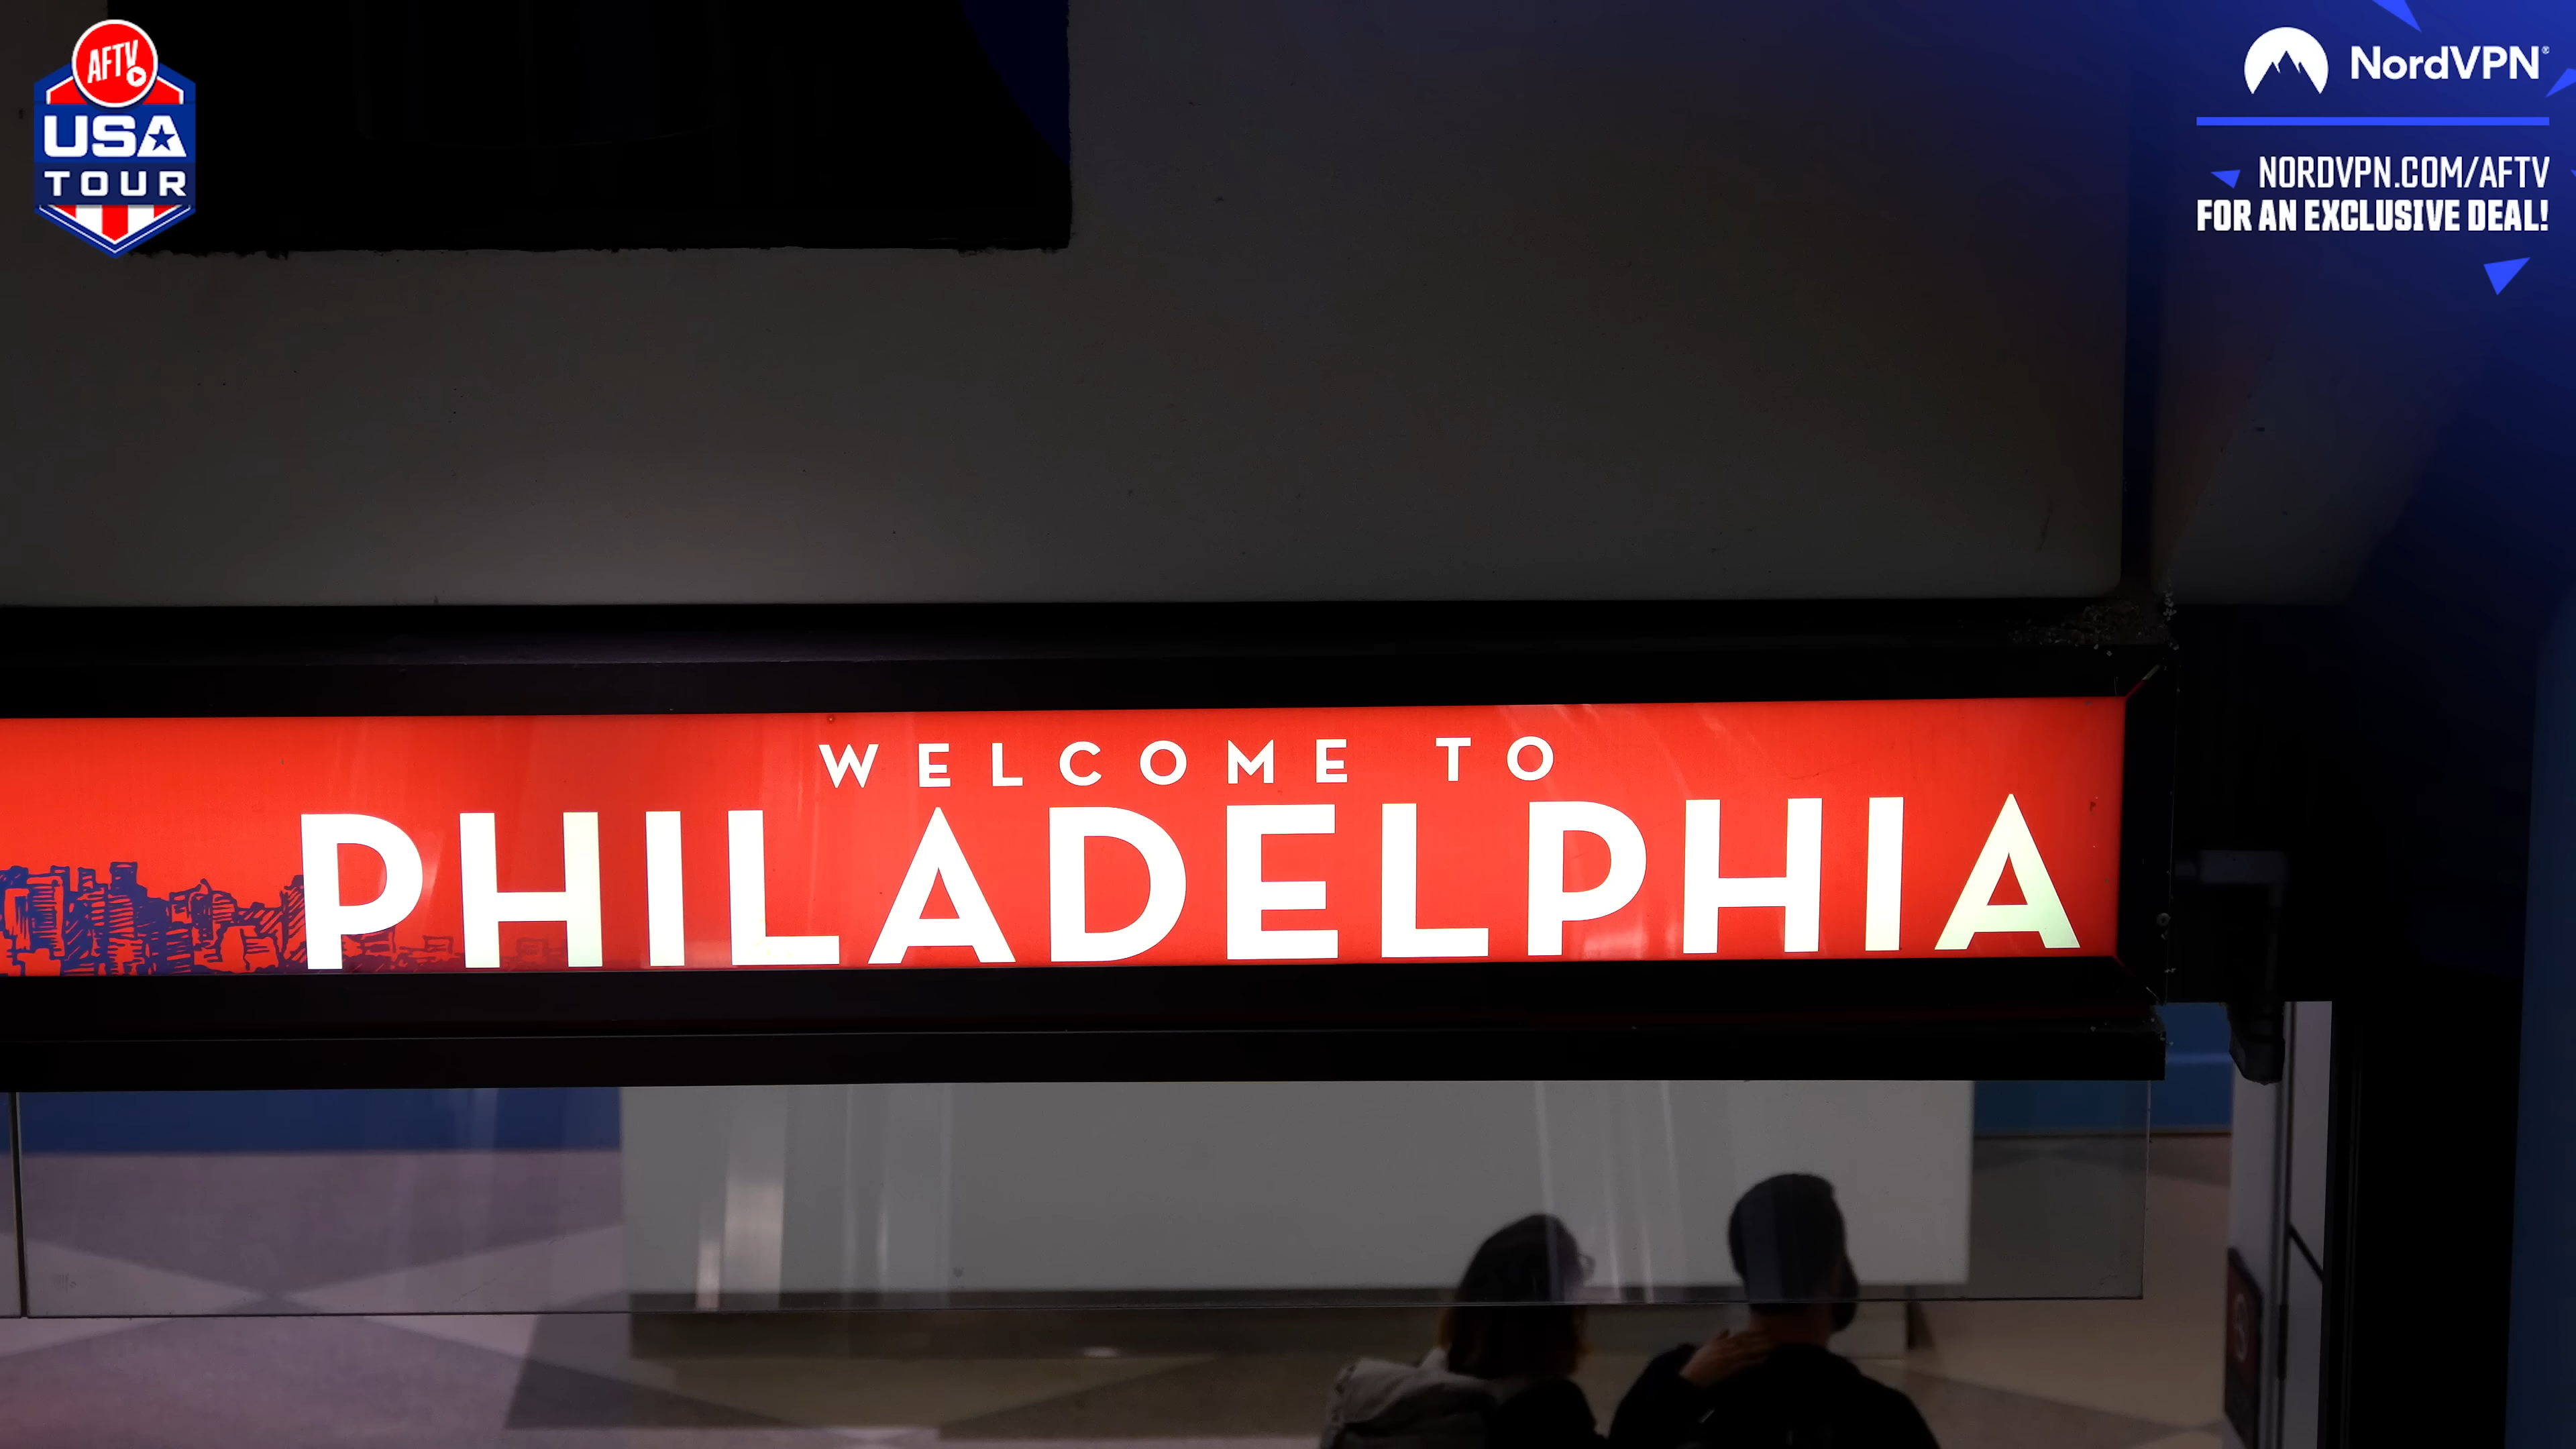 AFTV
USA
TOUR
NordVPN®
NORDVPN.COM/AFTV
FOR AN EXCLUSIVE DEAL!
WELCOME TO
PHILADELPHIA